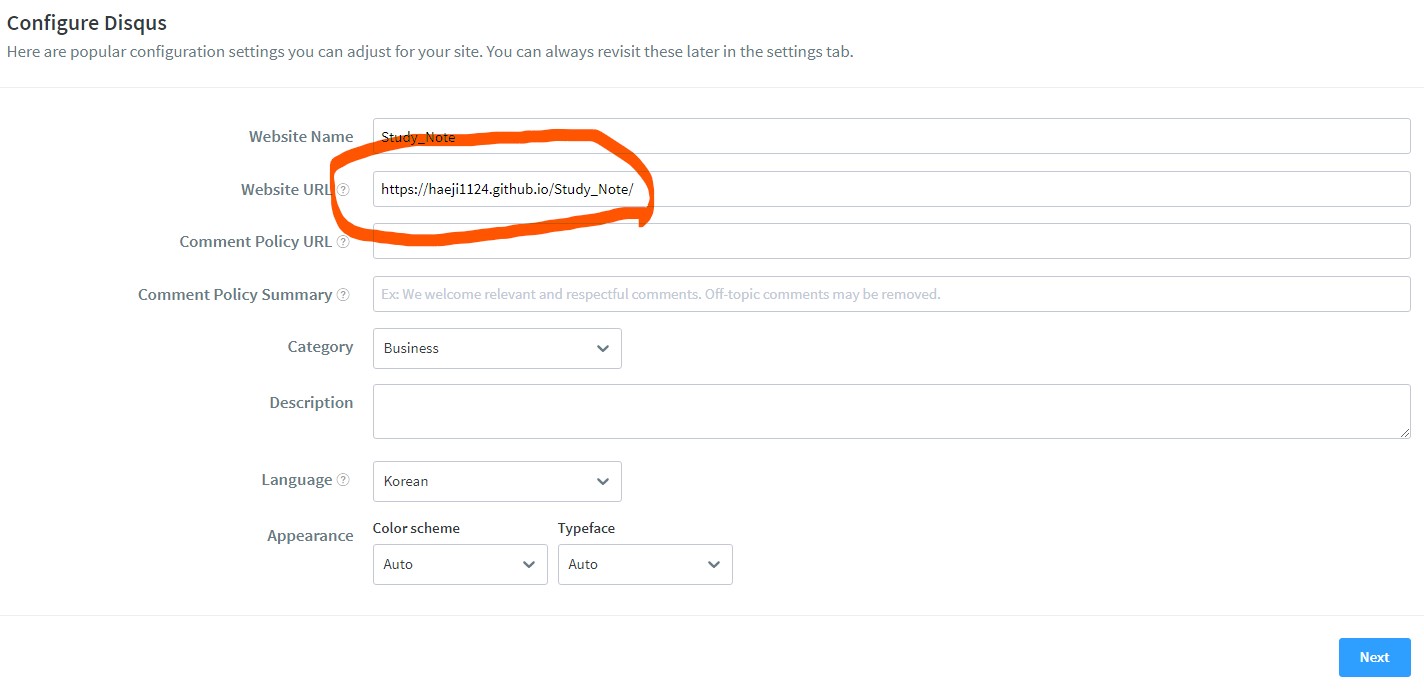 Configure Disqus
Here are popular configuration settings you can adjust for your site. You can always revisit these later in the settings tab.
Website Name
Study_Note
Website URL ?
https://haeji1124.github.io/Study_Note/
Comment Policy URL ?
Comment Policy Summary ?
Ex: We welcome relevant and respectful comments. Off-topic comments may be removed.
Category
Business
Description
Language ?
Korean
Appearance
Color scheme
Typeface
Auto
Auto
Next